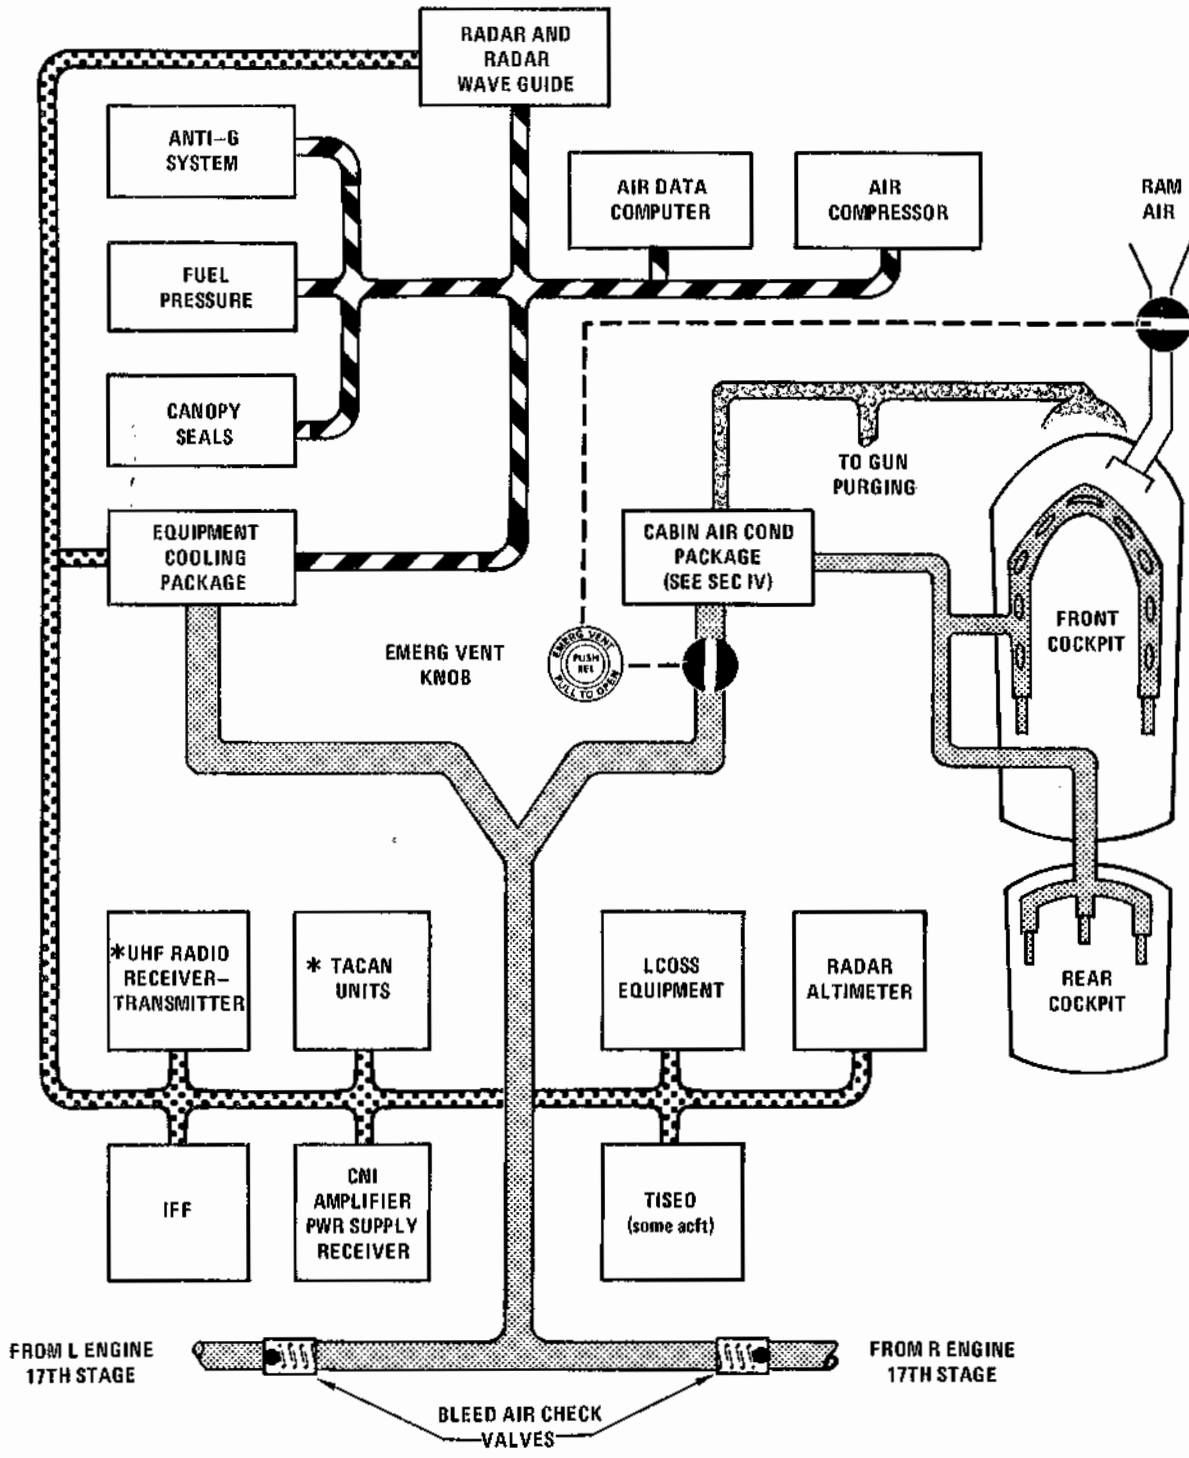 RADAR AND
RADAR
WAVE GUIDE
ANTI-G
SYSTEM
AIR DATA
COMPUTER
AIR
COMPRESSOR
RAM
AIR
FUEL
PRESSURE
CANOPY
SEALS
TO GUN
PURGING
EQUIPMENT
COOLING
PACKAGE
CABIN AIR COND
PACKAGE
(SEE SEC IV)
FRONT
COCKPIT
EMERG VENT
KNOB
EMERG VENT
PUSH
REL
PULL TO OPEN
*UHF RADIO
RECEIVER-
TRANSMITTER
* TACAN
UNITS
LCOSS
EQUIPMENT
RADAR
ALTIMETER
REAR
COCKPIT
IFF
CNI
AMPLIFIER
PWR SUPPLY
RECEIVER
TISEO
(some acft)
FROM L ENGINE
17TH STAGE
FROM R ENGINE
17TH STAGE
BLEED AIR CHECK
VALVES